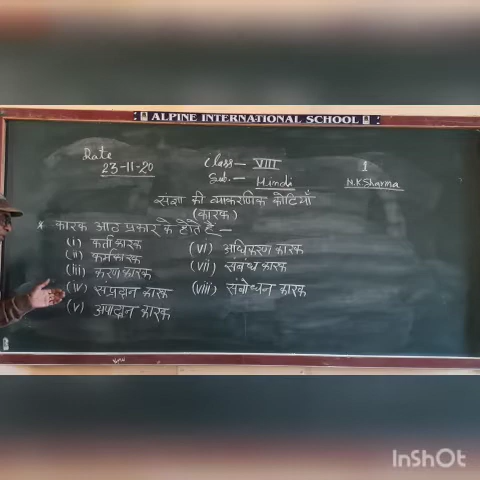 ALPINE INTERNATIONAL SCHOOL
Date 23-11-20
Class— VIII
Sub.— Hindi
1
N.K Sharma
संज्ञा की व्याकरणिक कोटियाँ
(कारक)
* कारक आठ प्रकार के होते हैं—
(i) कर्ता कारक
(ii) कर्म कारक
(iii) करण कारक
(iv) संप्रदान कारक
(v) अपादान कारक
(vi) अधिकरण कारक
(vii) संबंध कारक
(viii) संबोधन कारक
InShOt